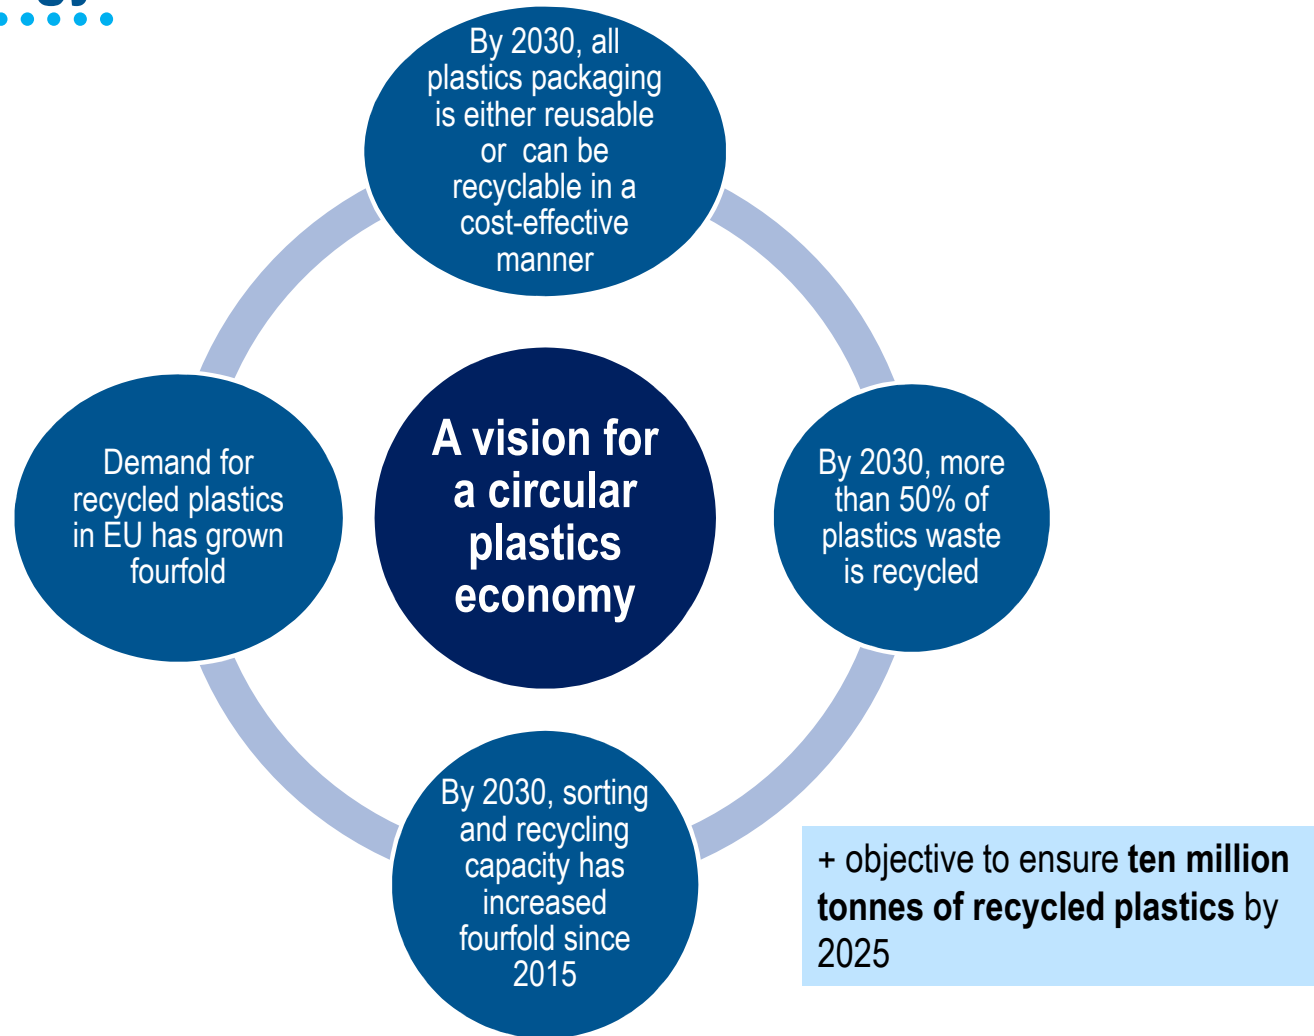 By 2030, all
plastics packaging
is either reusable
or can be
recyclable in a
cost-effective
manner
Demand for
recycled plastics
in EU has grown
fourfold
A vision for
a circular
plastics
economy
By 2030, more
than 50% of
plastics waste
is recycled
By 2030, sorting
and recycling
capacity has
increased
fourfold since
2015
+ objective to ensure ten million
tonnes of recycled plastics by
2025